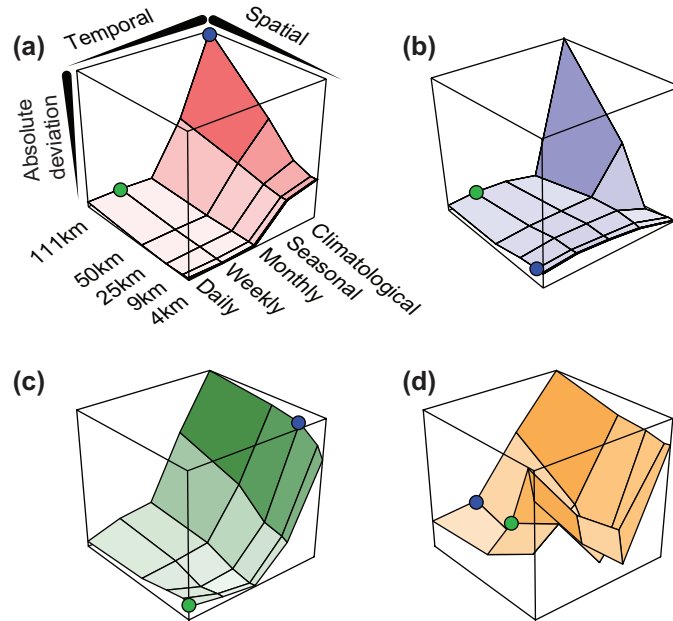 (a)
Temporal
Spatial
(b)
Absolute
deviation
111km
50km
25km
9km
4km
Daily
Weekly
Monthly
Seasonal
Climatological
(c)
(d)